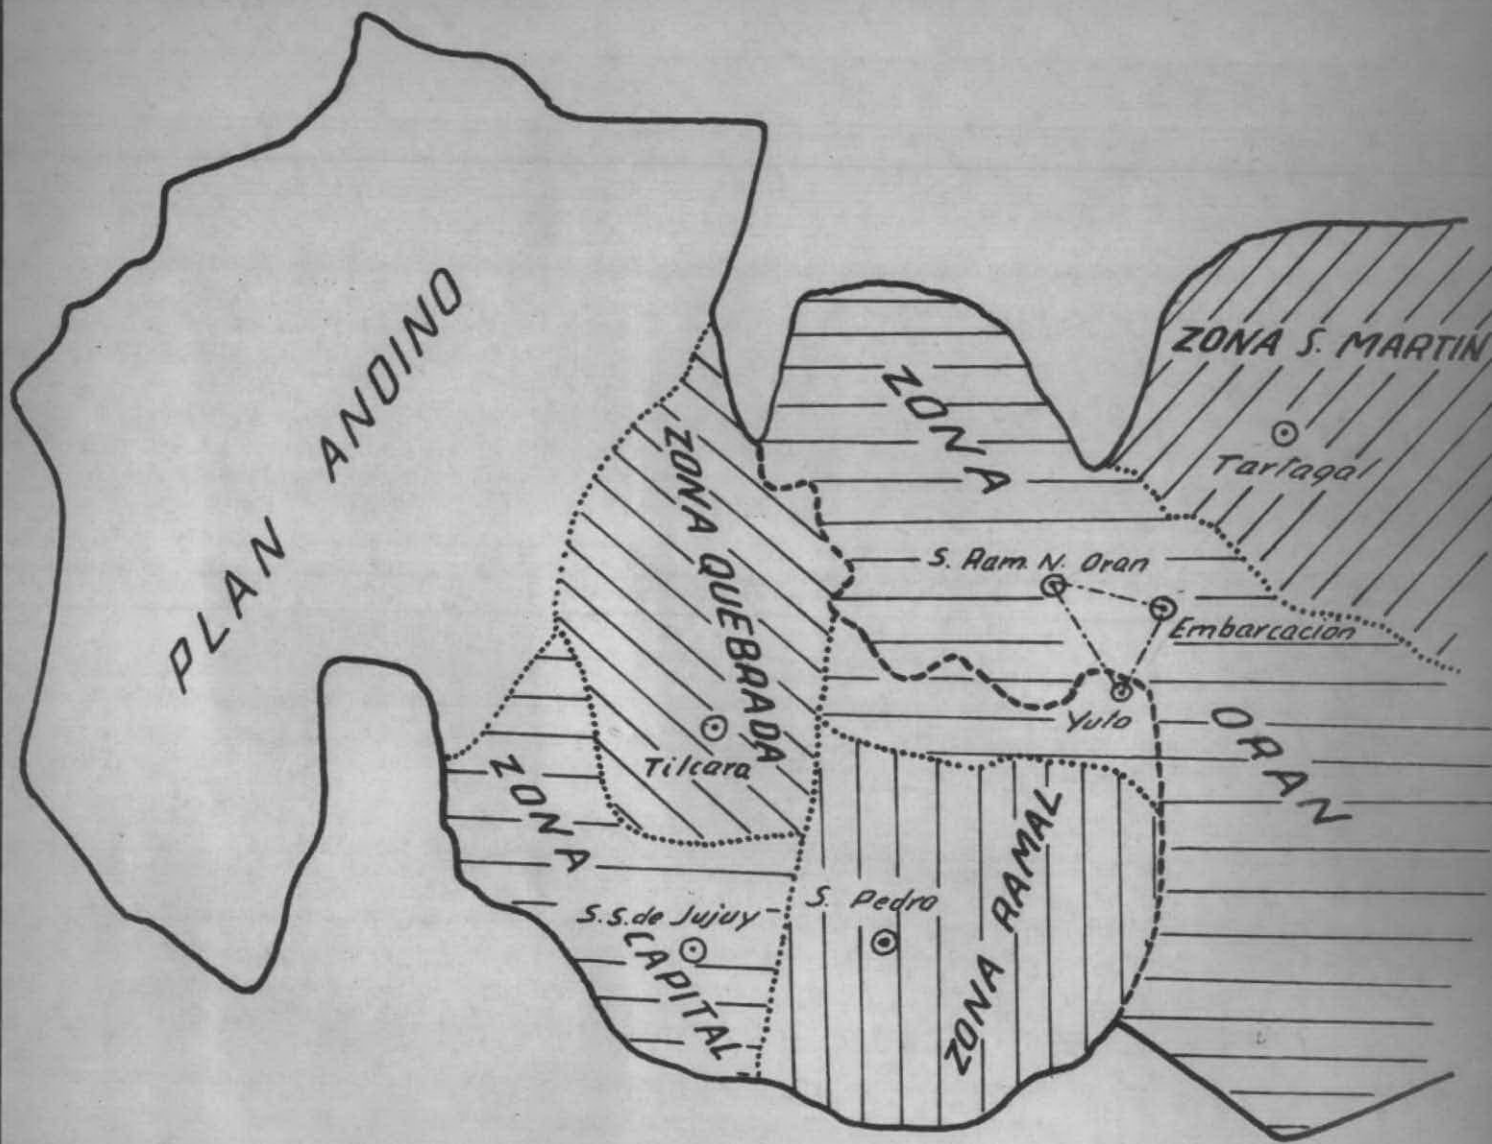 PLAN ANDINO
ZONA QUEBRADA
Tilcara
ZONA
CAPITAL
S.S. de Jujuy
ZONA
ORAN
S. Ram. N. Oran
Embarcación
Yuto
ZONA S. MARTIN
Tartagal
ZONA RAMAL
S. Pedro